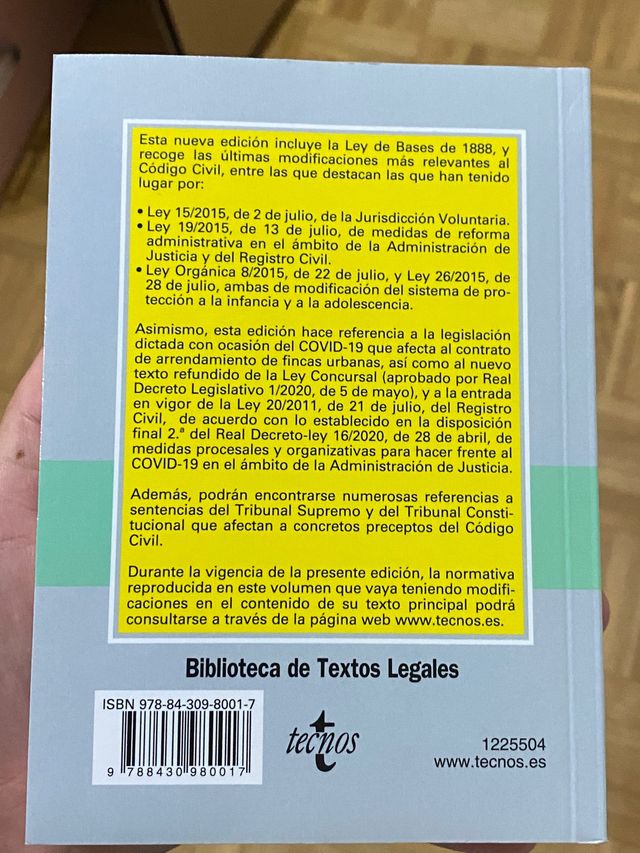 Esta nueva edición incluye la Ley de Bases de 1888, y
recoge las últimas modificaciones más relevantes al
Código Civil, entre las que destacan las que han tenido
lugar por:
• Ley 15/2015, de 2 de julio, de la Jurisdicción Voluntaria.
• Ley 19/2015, de 13 de julio, de medidas de reforma
administrativa en el ámbito de la Administración de
Justicia y del Registro Civil.
• Ley Orgánica 8/2015, de 22 de julio, y Ley 26/2015, de
28 de julio, ambas de modificación del sistema de pro-
tección a la infancia y a la adolescencia.
Asimismo, esta edición hace referencia a la legislación
dictada con ocasión del COVID-19 que afecta al contrato
de arrendamiento de fincas urbanas, así como al nuevo
texto refundido de la Ley Concursal (aprobado por Real
Decreto Legislativo 1/2020, de 5 de mayo), y a la entrada
en vigor de la Ley 20/2011, de 21 de julio, del Registro
Civil, de acuerdo con lo establecido en la disposición
final 2.ª del Real Decreto-ley 16/2020, de 28 de abril, de
medidas procesales y organizativas para hacer frente al
COVID-19 en el ámbito de la Administración de Justicia.
Además, podrán encontrarse numerosas referencias a
sentencias del Tribunal Supremo y del Tribunal Consti-
tucional que afectan a concretos preceptos del Código
Civil.
Durante la vigencia de la presente edición, la normativa
reproducida en este volumen que vaya teniendo modifi-
caciones en el contenido de su texto principal podrá
consultarse a través de la página web www.tecnos.es.
Biblioteca de Textos Legales
ISBN 978-84-309-8001-7
9 788430 980017
tecnos
1225504
www.tecnos.es